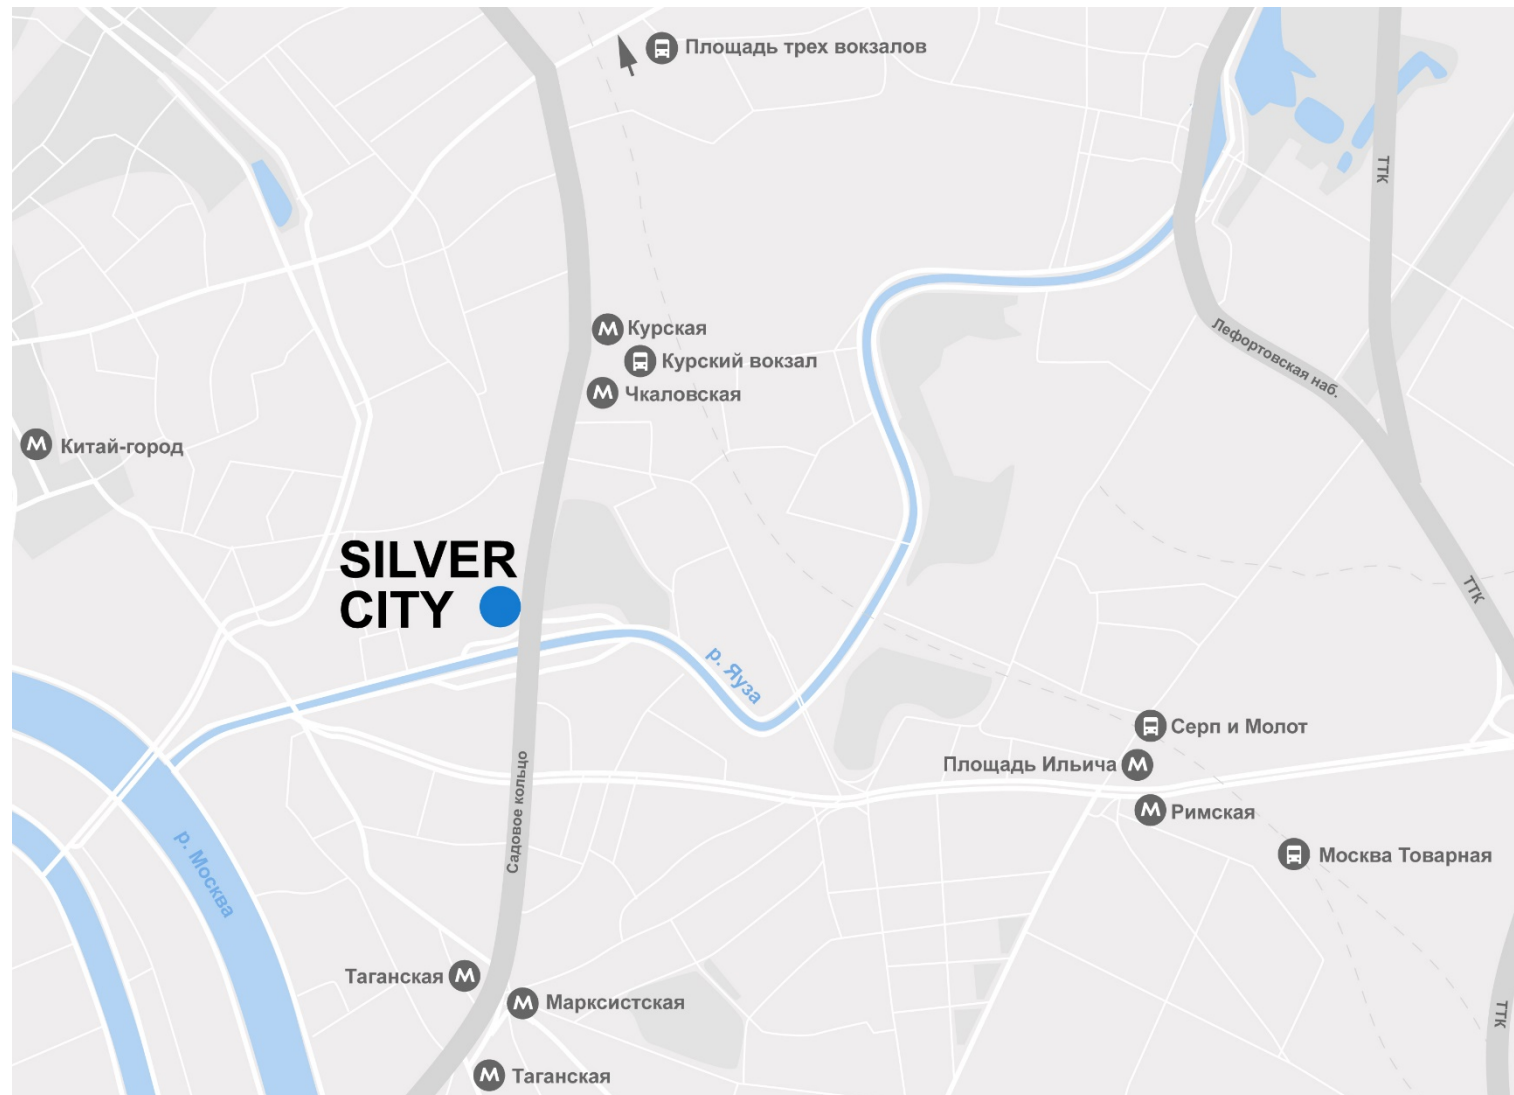 Площадь трех вокзалов
ТТК
Курская
Лефортовская наб.
Курский вокзал
Чкаловская
Китай-город
SILVER
CITY
ТТК
р. Яуза
Серп и Молот
Площадь Ильича
Садовое кольцо
Римская
р. Москва
Москва Товарная
Таганская
Марксистская
ТТК
Таганская